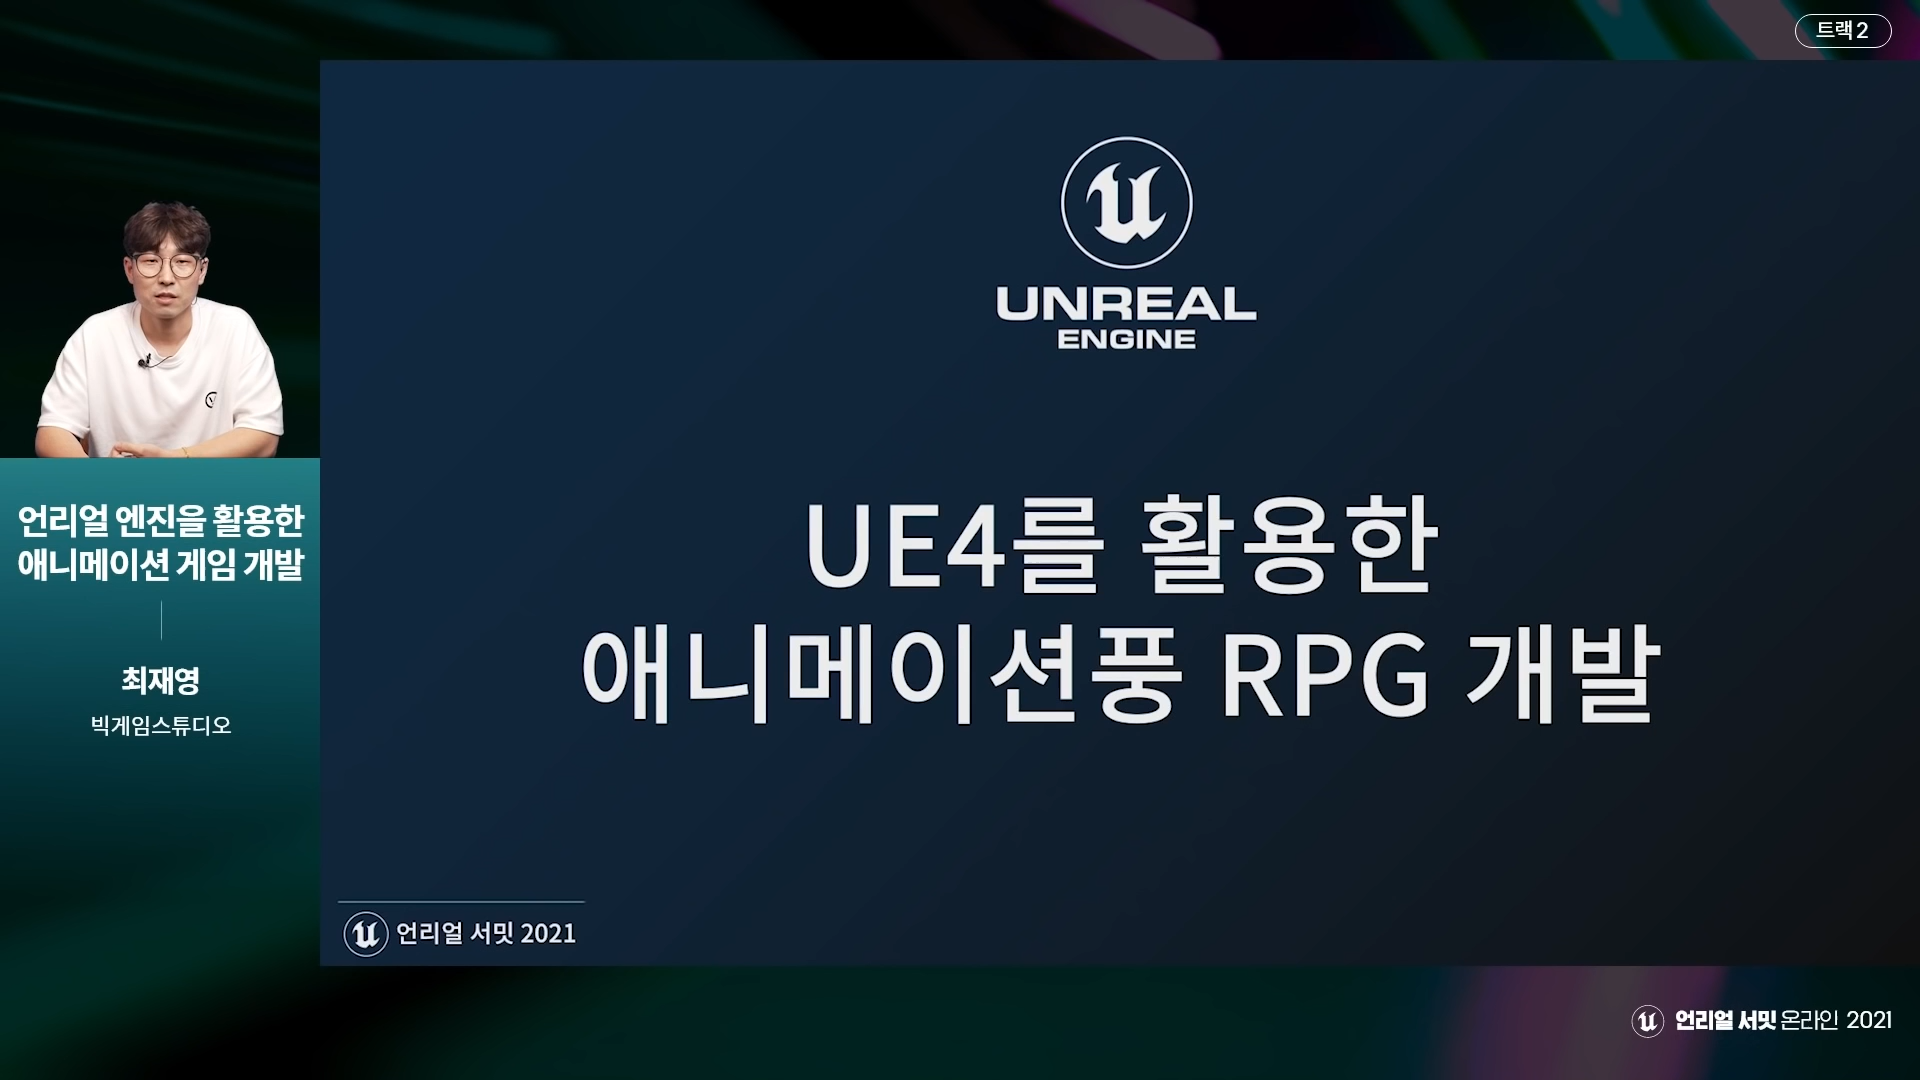 트랙2
UNREAL
ENGINE
UE4를 활용한
애니메이션풍 RPG 개발
언리얼 엔진을 활용한
애니메이션 게임 개발
최재영
빅게임스튜디오
언리얼 서밋 2021
언리얼 서밋 온라인 2021